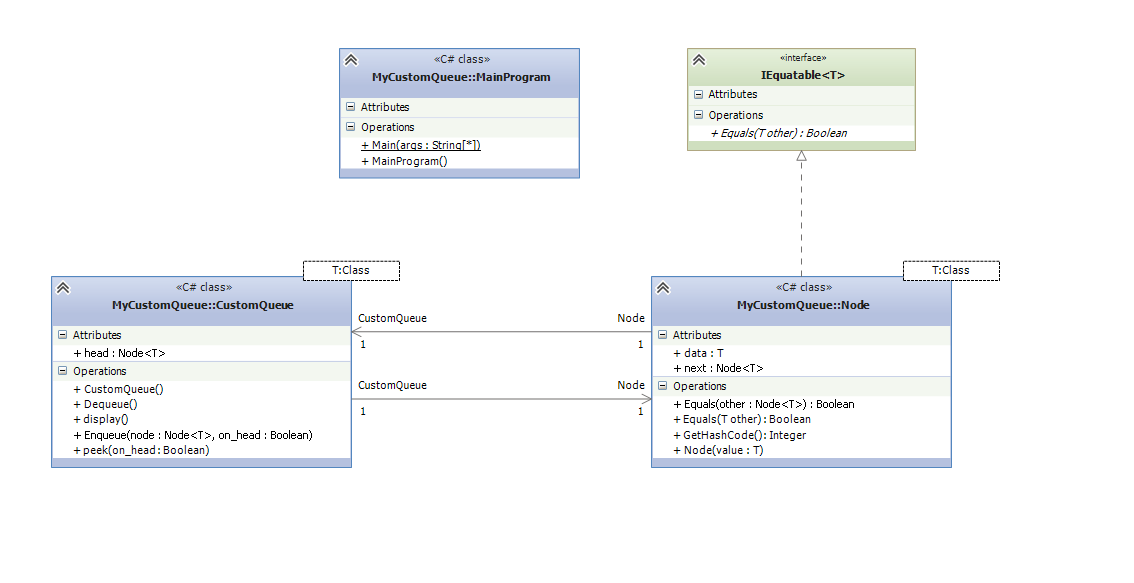 «C# class»
MyCustomQueue::MainProgram
Attributes
Operations
+ Main(args : String[*])
+ MainProgram()
«interface»
IEquatable<T>
Attributes
Operations
+ Equals(T other) : Boolean
T:Class
«C# class»
MyCustomQueue::CustomQueue
Attributes
+ head : Node<T>
Operations
+ CustomQueue()
+ Dequeue()
+ display()
+ Enqueue(node : Node<T>, on_head : Boolean)
+ peek(on_head: Boolean)
CustomQueue
Node
1
1
CustomQueue
Node
1
1
T:Class
«C# class»
MyCustomQueue::Node
Attributes
+ data : T
+ next : Node<T>
Operations
+ Equals(other : Node<T>) : Boolean
+ Equals(T other): Boolean
+ GetHashCode(): Integer
+ Node(value : T)